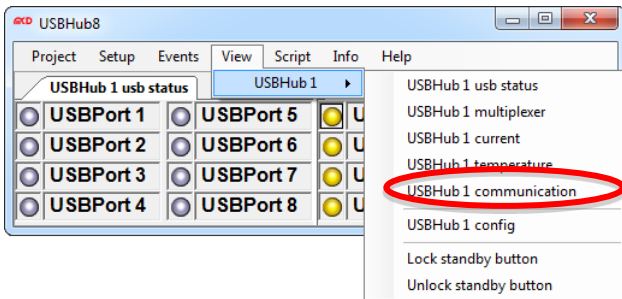 ACD USBHub8
Project Setup Events View Script Info Help
USBHub 1 usb status
USBHub 1
USBPort 1 USBPort 5 U
USBPort 2 USBPort 6 U
USBPort 3 USBPort 7 U
USBPort 4 USBPort 8 U
USBHub 1 usb status
USBHub 1 multiplexer
USBHub 1 current
USBHub 1 temperature
USBHub 1 communication
USBHub 1 config
Lock standby button
Unlock standby button